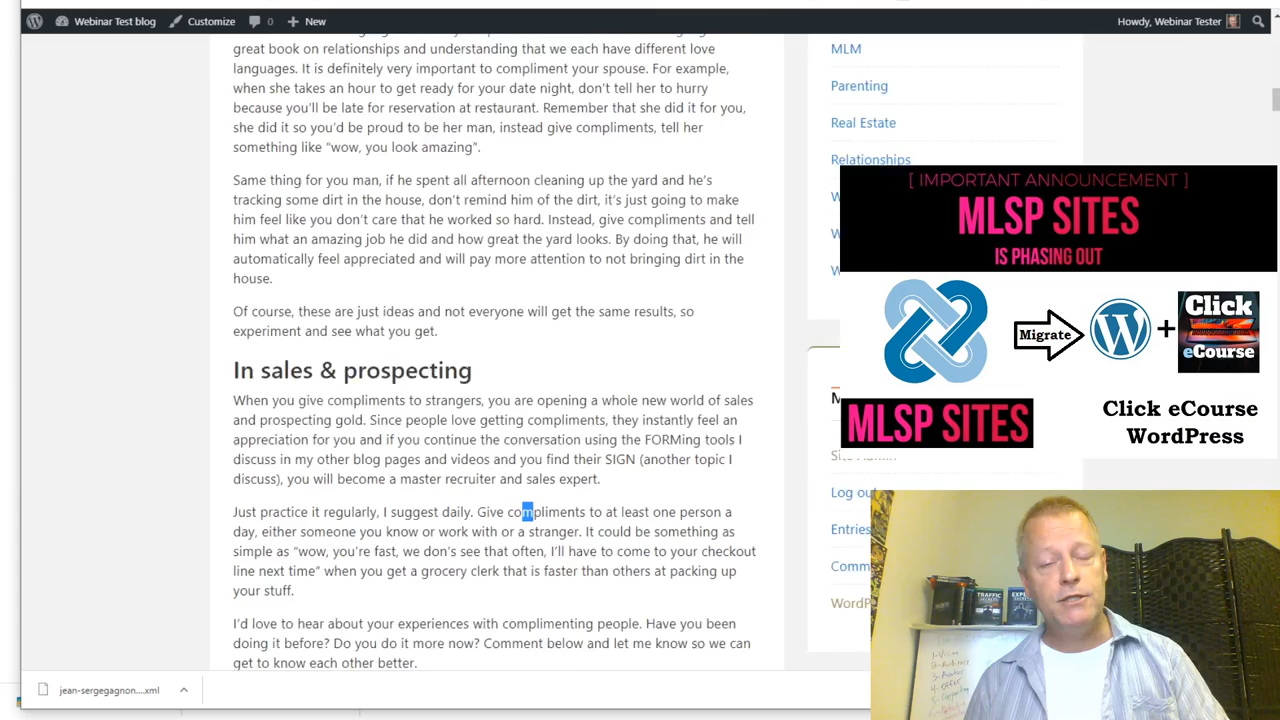 Webinar Test blog
Customize
0
New
Howdy, Webinar Tester
great book on relationships and understanding that we each have different love
languages. It is definitely very important to compliment your spouse. For example,
when she takes an hour to get ready for your date night, don't tell her to hurry
because you'll be late for reservation at restaurant. Remember that she did it for you,
she did it so you'd be proud to be her man, instead give compliments, tell her
something like “wow, you look amazing”.
Same thing for you man, if he spent all afternoon cleaning up the yard and he's
tracking some dirt in the house, don't remind him of the dirt, it's just going to make
him feel like you don't care that he worked so hard. Instead, give compliments and tell
him what an amazing job he did and how great the yard looks. By doing that, he will
automatically feel appreciated and will pay more attention to not bringing dirt in the
house.
Of course, these are just ideas and not everyone will get the same results, so
experiment and see what you get.
In sales & prospecting
When you give compliments to strangers, you are opening a whole new world of sales
and prospecting gold. Since people love getting compliments, they instantly feel an
appreciation for you and if you continue the conversation using the FORMing tools I
discuss in my other blog pages and videos and you find their SIGN (another topic I
discuss), you will become a master recruiter and sales expert.
Just practice it regularly, I suggest daily. Give compliments to at least one person a
day, either someone you know or work with or a stranger. It could be something as
simple as “wow, you're fast, we don's see that often, I'll have to come to your checkout
line next time” when you get a grocery clerk that is faster than others at packing up
your stuff.
I'd love to hear about your experiences with complimenting people. Have you been
doing it before? Do you do it more now? Comment below and let me know so we can
get to know each other better.
MLM
Parenting
Real Estate
Relationships
[ IMPORTANT ANNOUNCEMENT ]
MLSP SITES
IS PHASING OUT
Migrate
+
Click
eCourse
MLSP SITES
Click eCourse
WordPress
Site Admin
Log out
Entries
Comm
WordP
TRAFFIC
SECRETS
EXP
jean-sergegagnon....xml